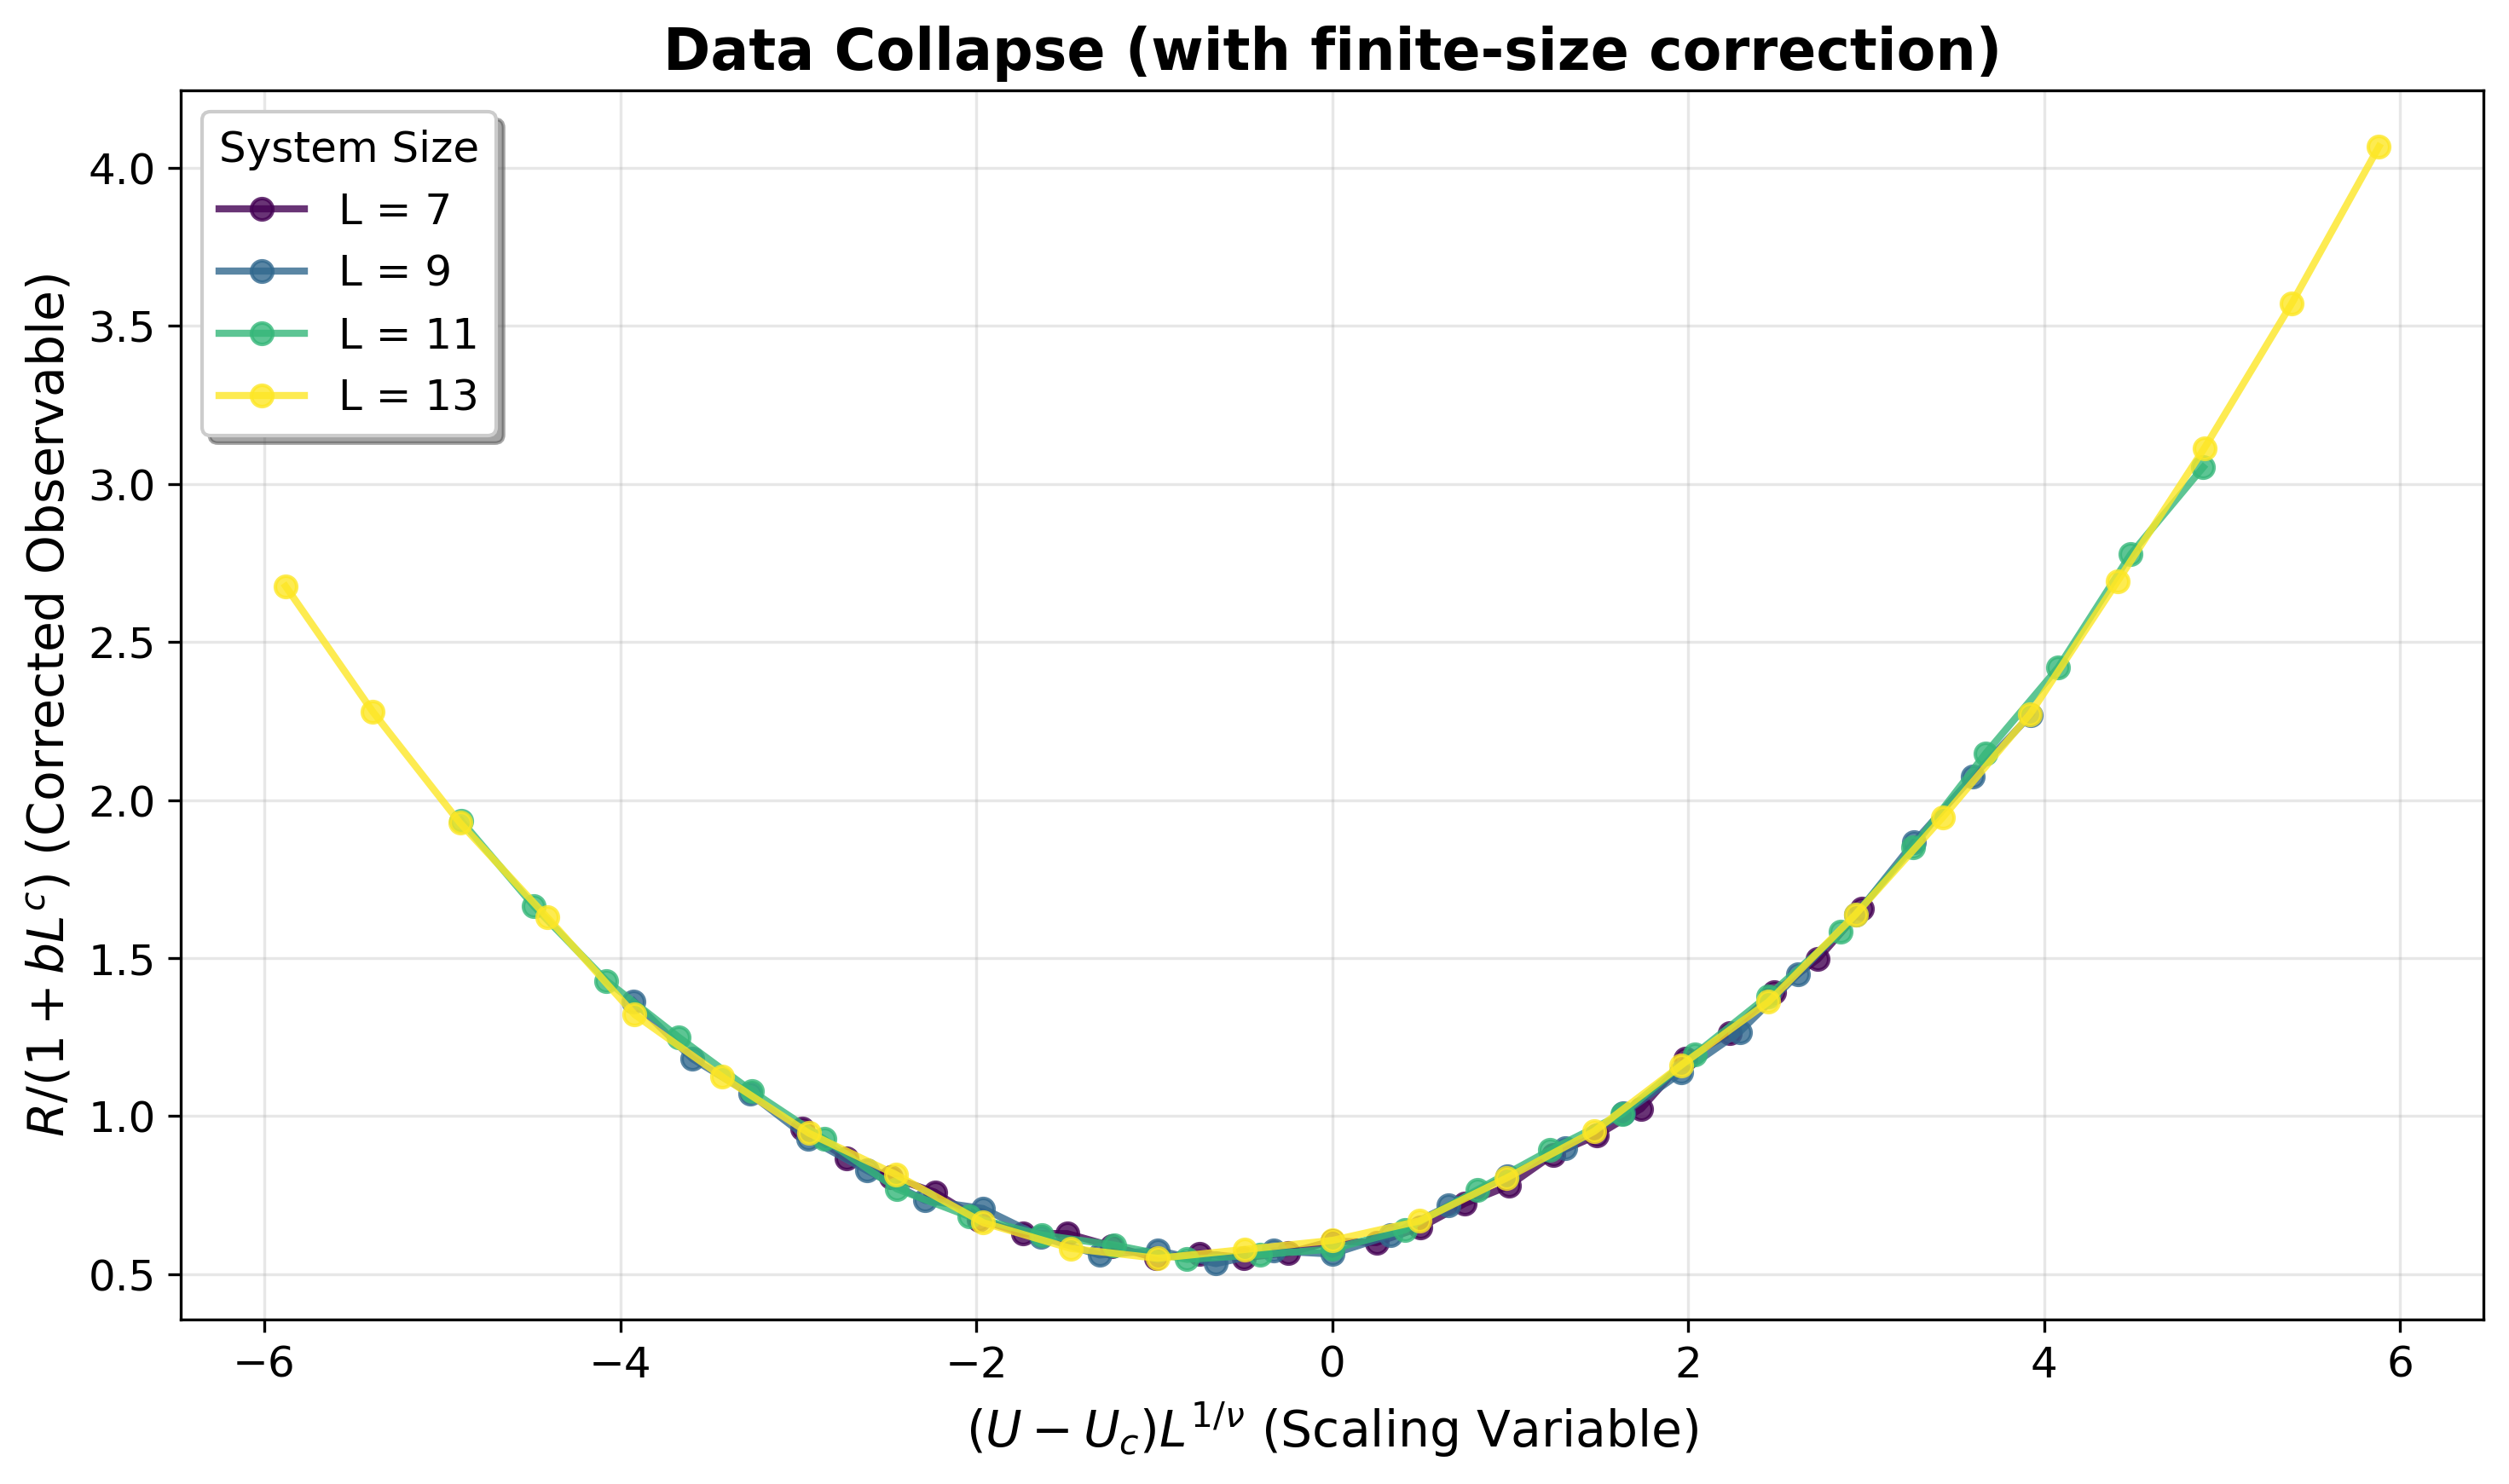 Data Collapse (with finite-size correction)
System Size
L = 7
L = 9
L = 11
L = 13
R/(1 + bL^c) (Corrected Observable)
4.0
3.5
3.0
2.5
2.0
1.5
1.0
0.5
−6
−4
−2
0
2
4
6
(U − U_c)L^{1/ν} (Scaling Variable)